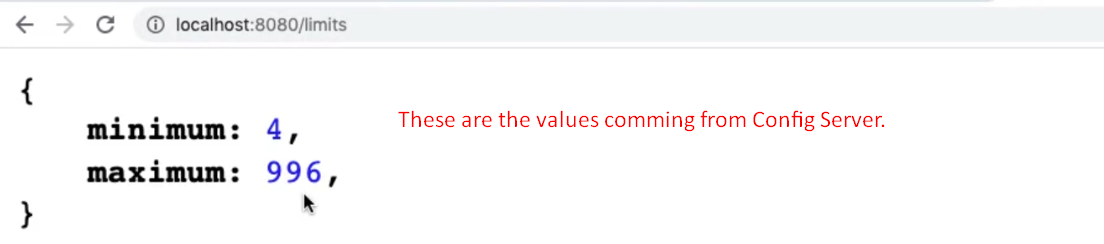 localhost:8080/limits
{
minimum: 4,
These are the values comming from Config Server.
maximum: 996,
}